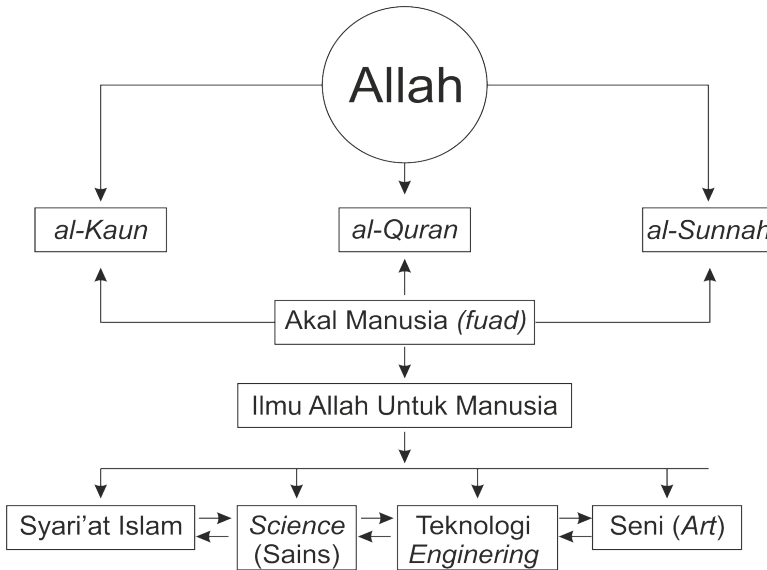 Allah
al-Kaun
al-Quran
al-Sunnah
Akal Manusia (fuad)
Ilmu Allah Untuk Manusia
Syari'at Islam
Science
(Sains)
Teknologi
Enginering
Seni (Art)